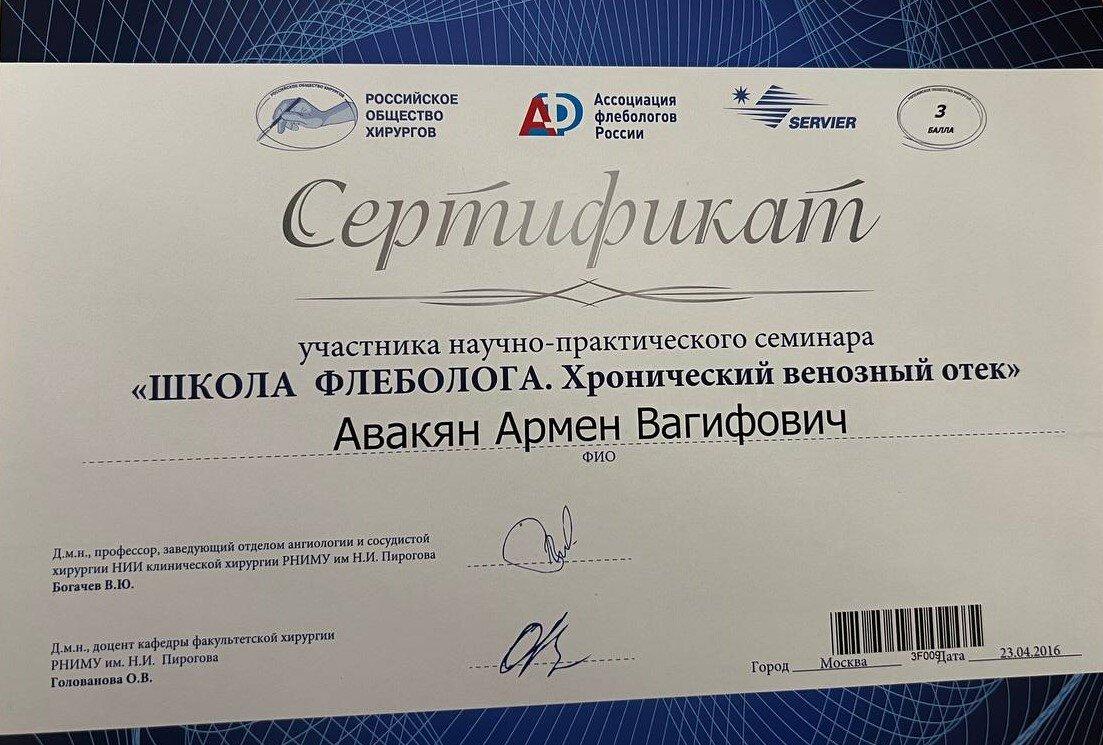 РОССИЙСКОЕ
ОБЩЕСТВО
ХИРУРГОВ
Ассоциация
флебологов
России
SERVIER
3
БАЛЛА
Сертификат
участника научно-практического семинара
«ШКОЛА ФЛЕБОЛОГА. Хронический венозный отек»
Авакян Армен Вагифович
ФИО
Д.м.н., профессор, заведующий отделом ангиологии и сосудистой
хирургии НИИ клинической хирургии РНИМУ им Н.И. Пирогова
Богачев В.Ю.
Д.м.н., доцент кафедры факультетской хирургии
РНИМУ им. Н.И. Пирогова
Голованова О.В.
Город Москва 3F009 Дата 23.04.2016